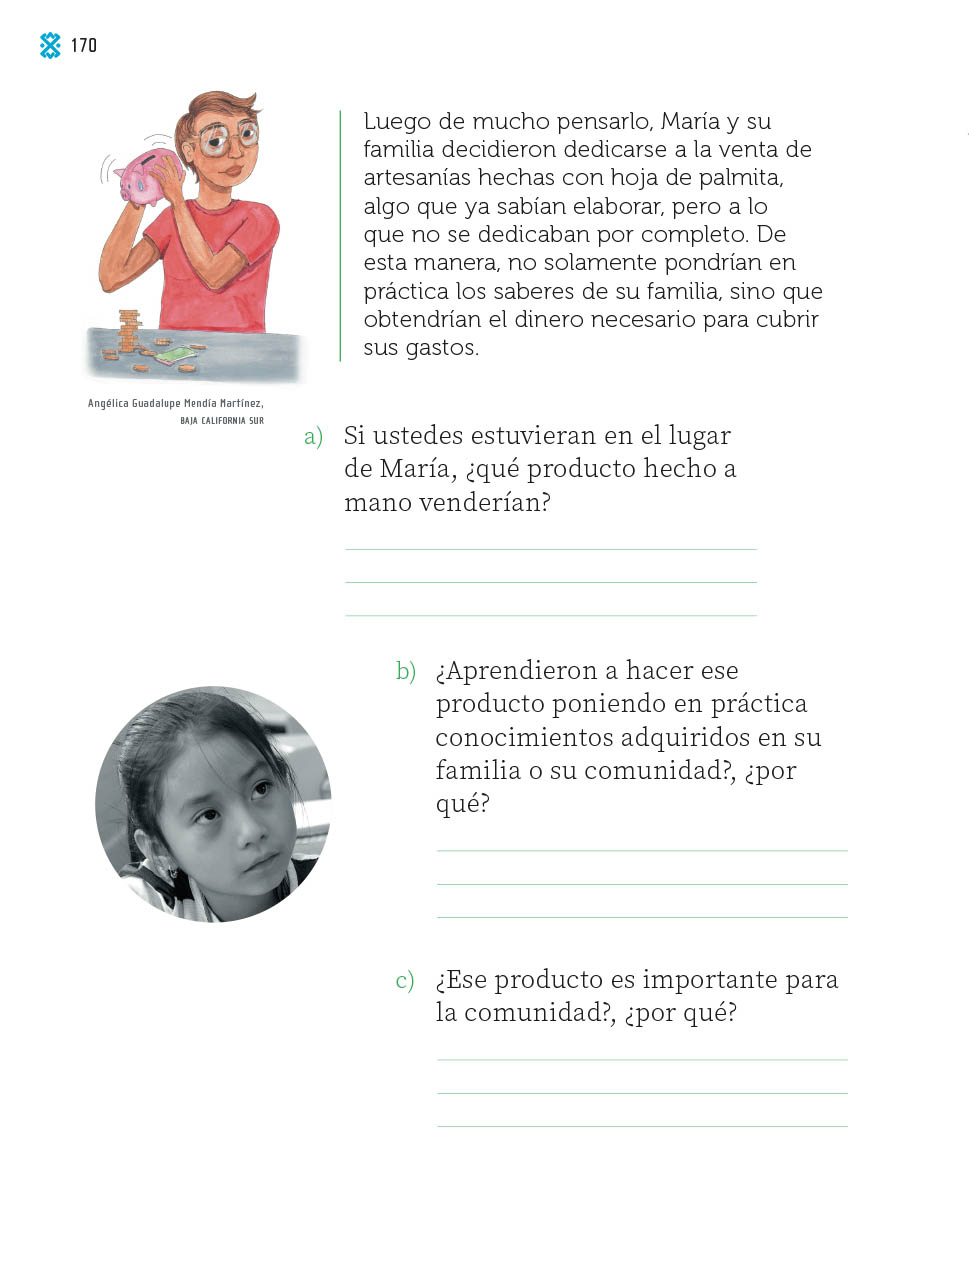 170
Luego de mucho pensarlo, María y su
familia decidieron dedicarse a la venta de
artesanías hechas con hoja de palmita,
algo que ya sabían elaborar, pero a lo
que no se dedicaban por completo. De
esta manera, no solamente pondrían en
práctica los saberes de su familia, sino que
obtendrían el dinero necesario para cubrir
sus gastos.
Angélica Guadalupe Mendía Martínez,
BAJA CALIFORNIA SUR
a) Si ustedes estuvieran en el lugar
de María, ¿qué producto hecho a
mano venderían?
b) ¿Aprendieron a hacer ese
producto poniendo en práctica
conocimientos adquiridos en su
familia o su comunidad?, ¿por
qué?
c) ¿Ese producto es importante para
la comunidad?, ¿por qué?